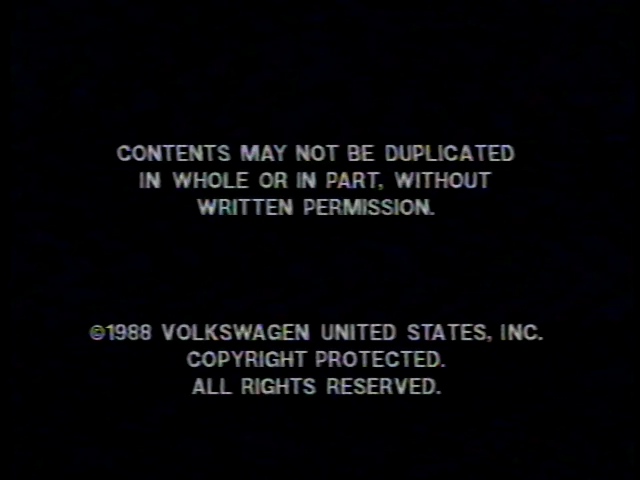 CONTENTS MAY NOT BE DUPLICATED
IN WHOLE OR IN PART, WITHOUT
WRITTEN PERMISSION.
©1988 VOLKSWAGEN UNITED STATES, INC.
COPYRIGHT PROTECTED.
ALL RIGHTS RESERVED.